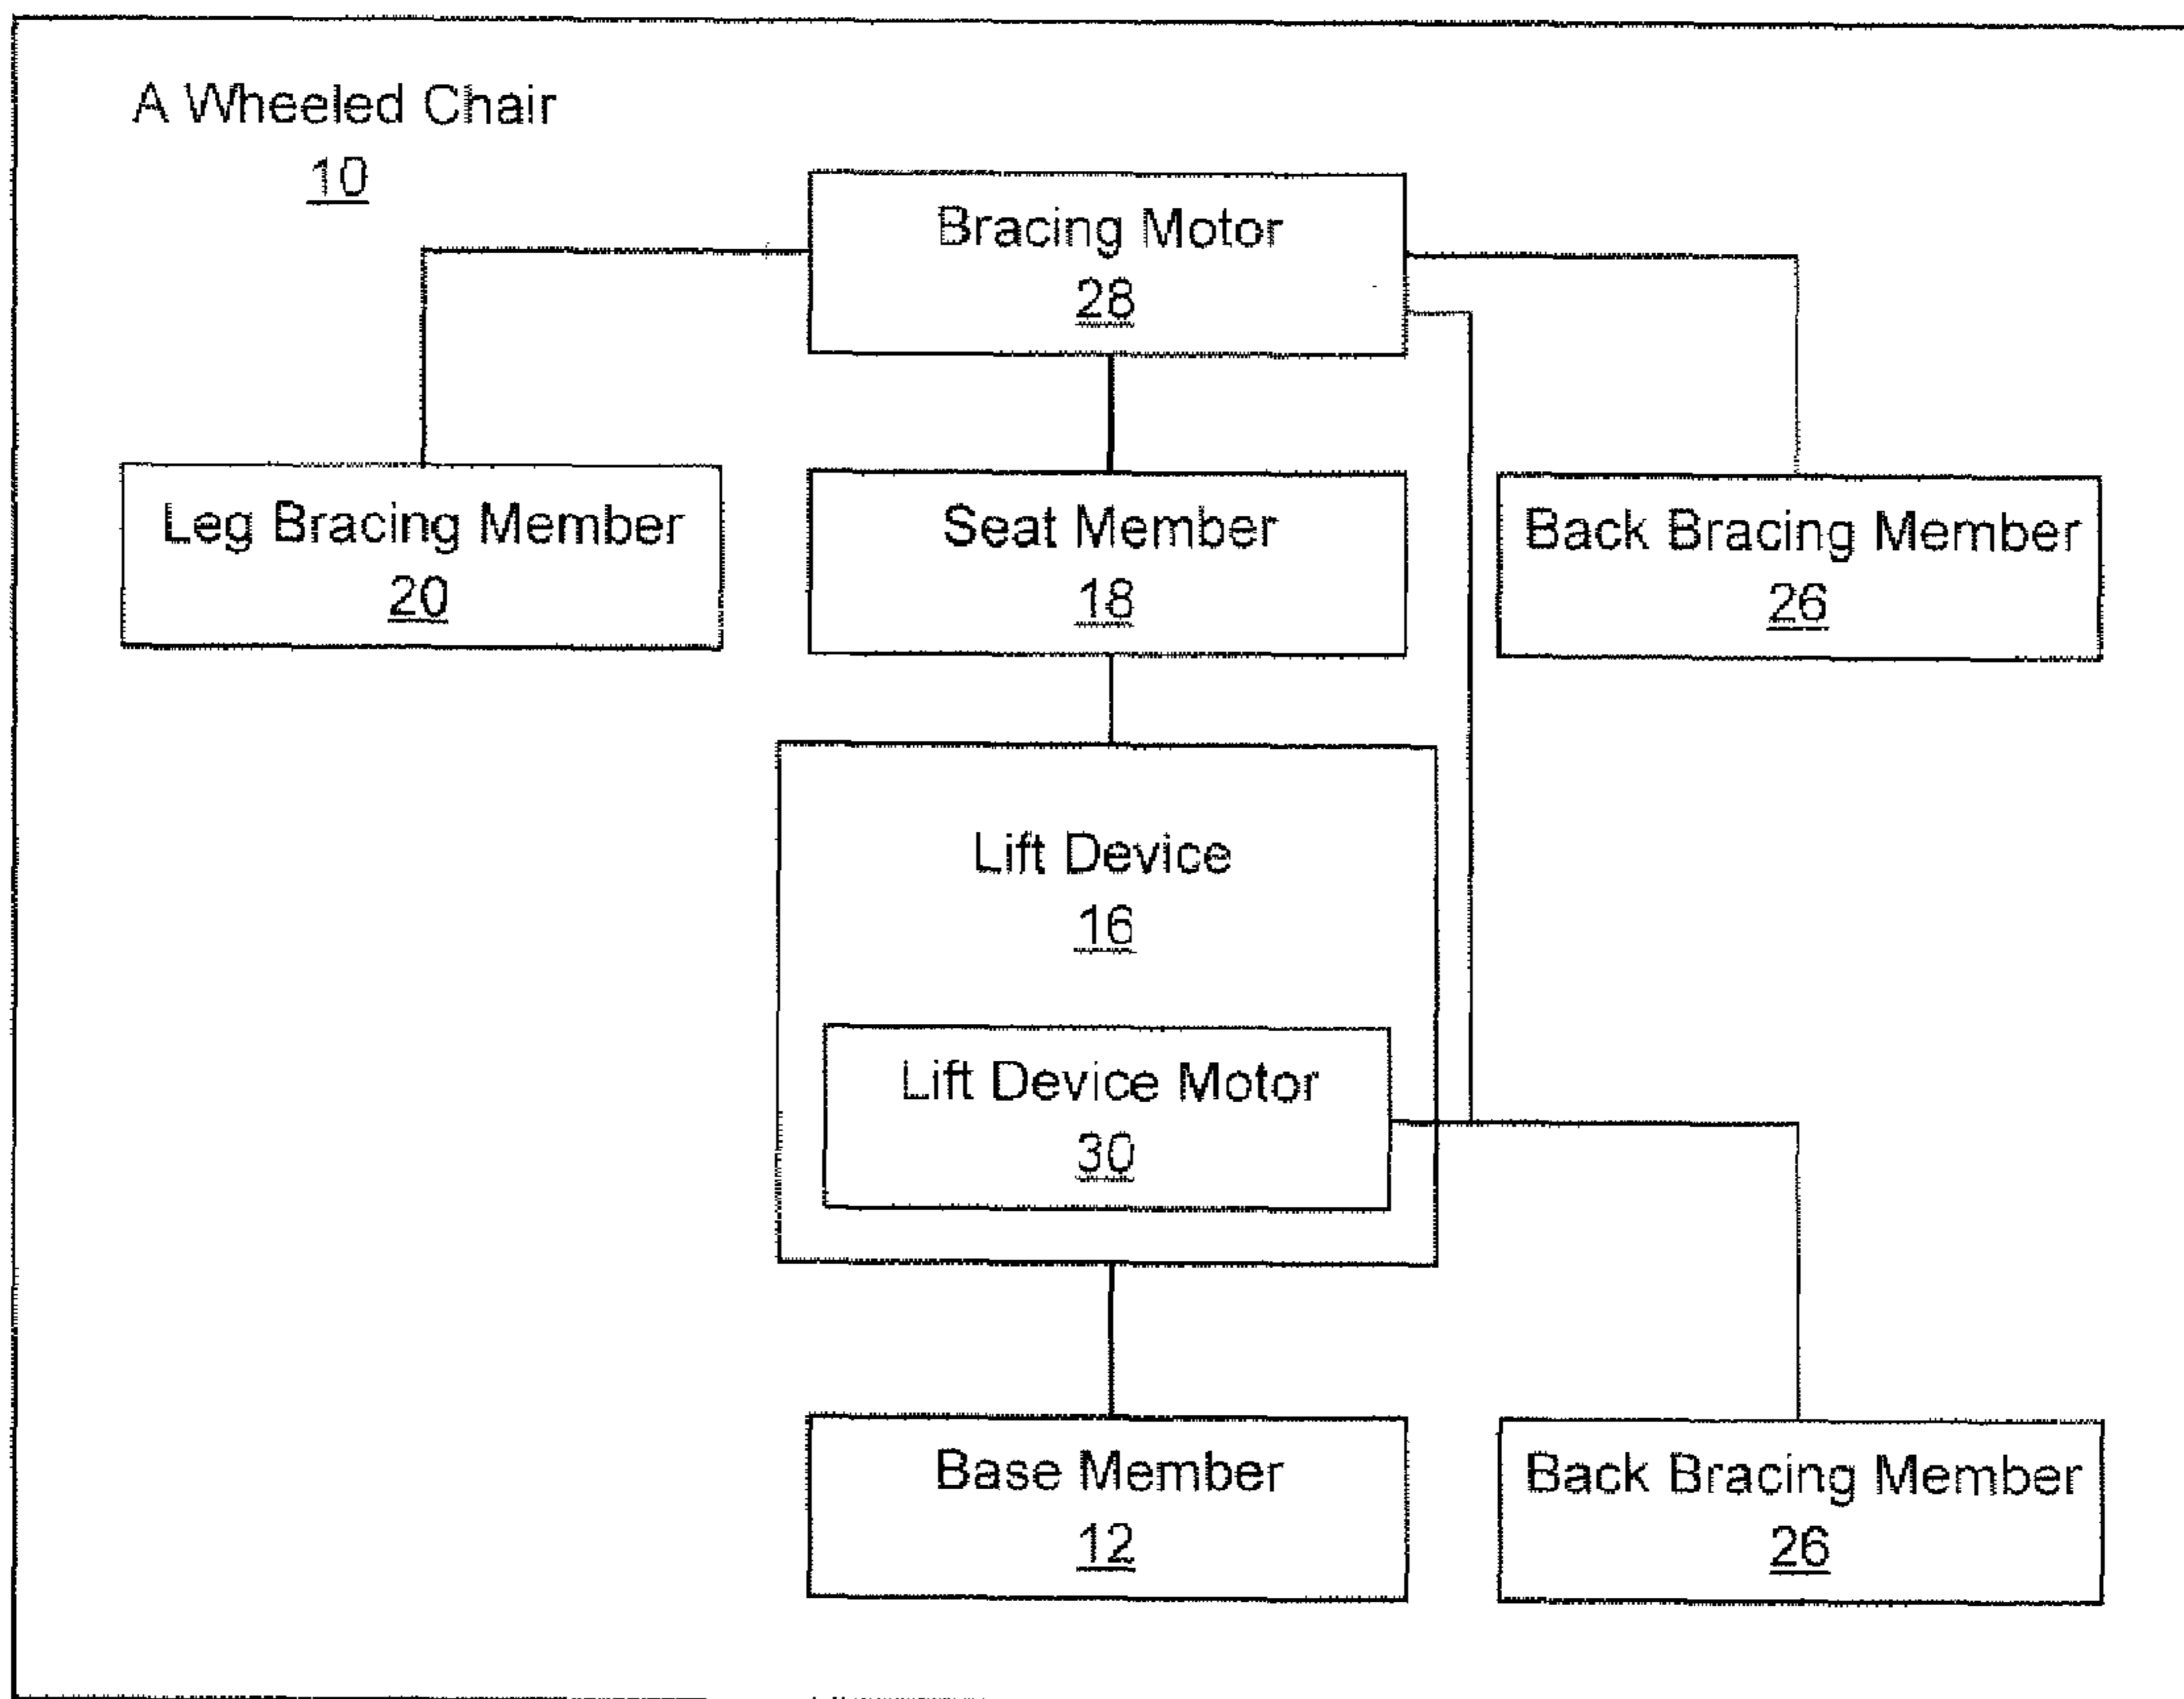 A Wheeled Chair
10
Bracing Motor
28
Leg Bracing Member
20
Seat Member
18
Back Bracing Member
26
Lift Device
16
Lift Device Motor
30
Base Member
12
Back Bracing Member
26